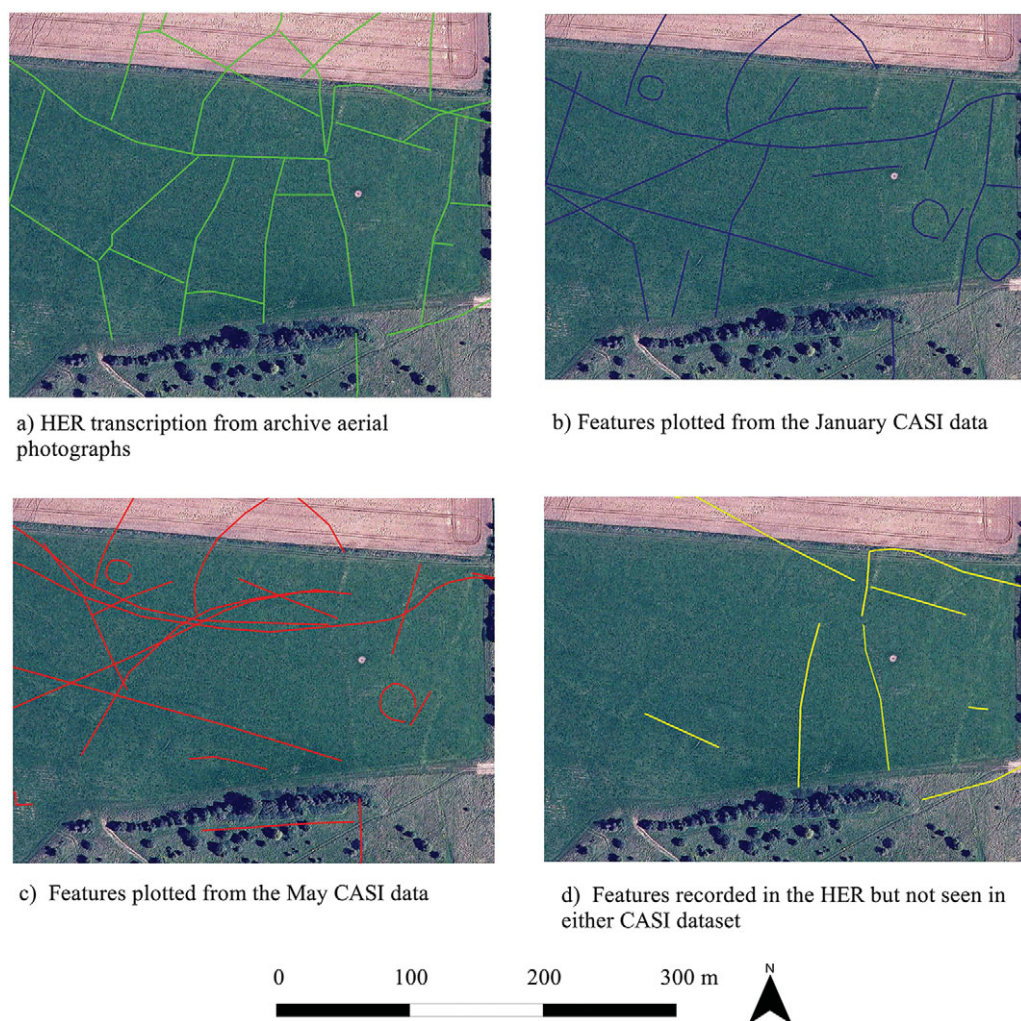 a) HER transcription from archive aerial
photographs
b) Features plotted from the January CASI data
c) Features plotted from the May CASI data
d) Features recorded in the HER but not seen in
either CASI dataset
0 100 200 300 m
N